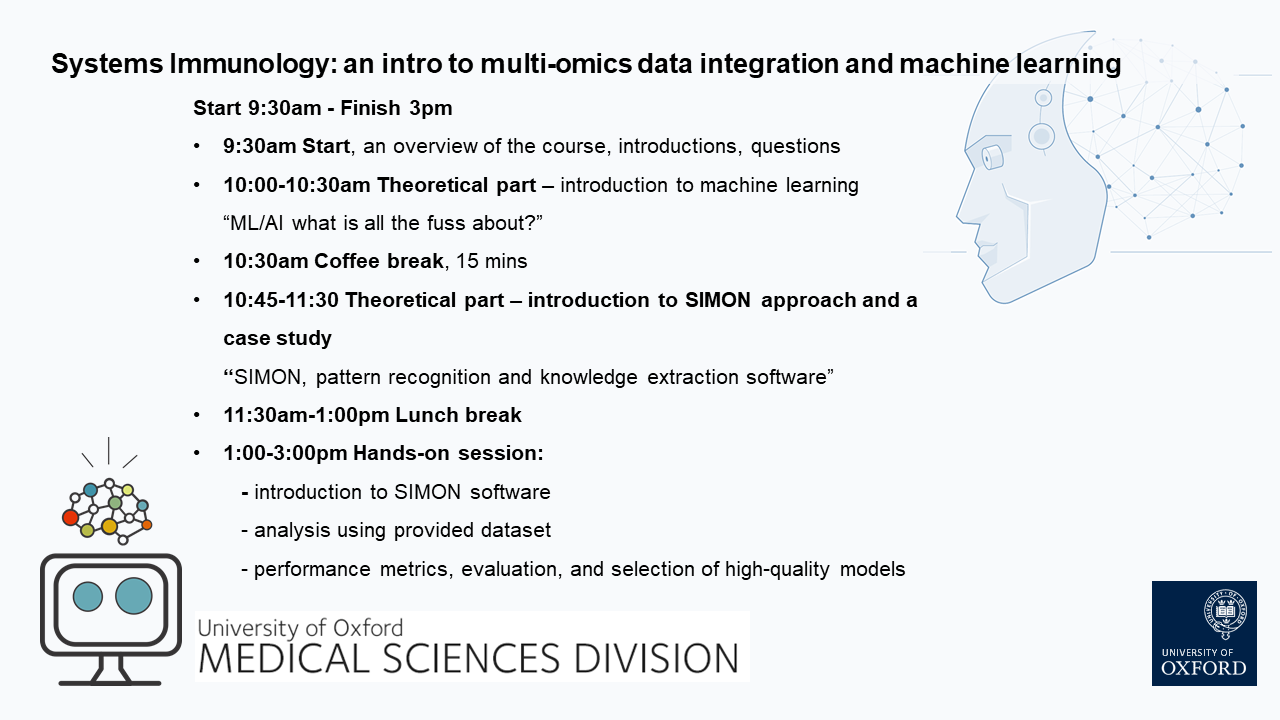 Systems Immunology: an intro to multi-omics data integration and machine learning
Start 9:30am - Finish 3pm
• 9:30am Start, an overview of the course, introductions, questions
• 10:00-10:30am Theoretical part – introduction to machine learning
“ML/AI what is all the fuss about?”
• 10:30am Coffee break, 15 mins
• 10:45-11:30 Theoretical part – introduction to SIMON approach and a
case study
“SIMON, pattern recognition and knowledge extraction software”
• 11:30am-1:00pm Lunch break
• 1:00-3:00pm Hands-on session:
- introduction to SIMON software
- analysis using provided dataset
- performance metrics, evaluation, and selection of high-quality models
University of Oxford
MEDICAL SCIENCES DIVISION
UNIVERSITY OF
OXFORD